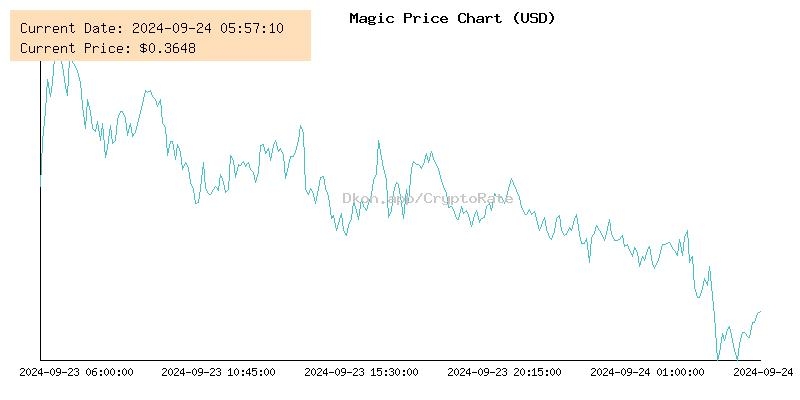 Magic Price Chart (USD)
Current Date: 2024-09-24 05:57:10
Current Price: $0.3648
Dkon.app/CryptoRate
2024-09-23 06:00:00 2024-09-23 10:45:00 2024-09-23 15:30:00 2024-09-23 20:15:00 2024-09-24 01:00:00 2024-09-24